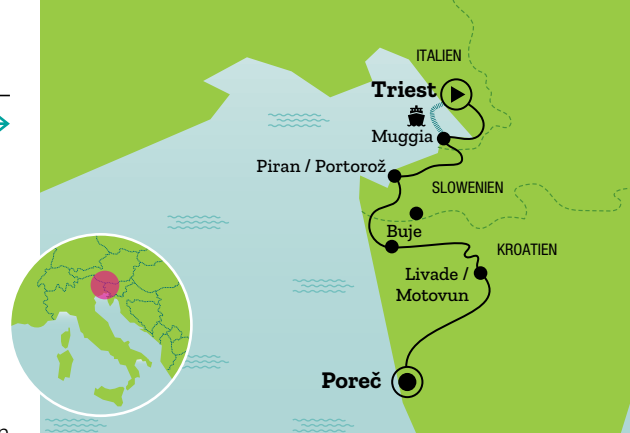 ITALIEN
Triest
Muggia
Piran / Portorož
SLOWENIEN
Buje
KROATIEN
Livade /
Motovun
Poreč